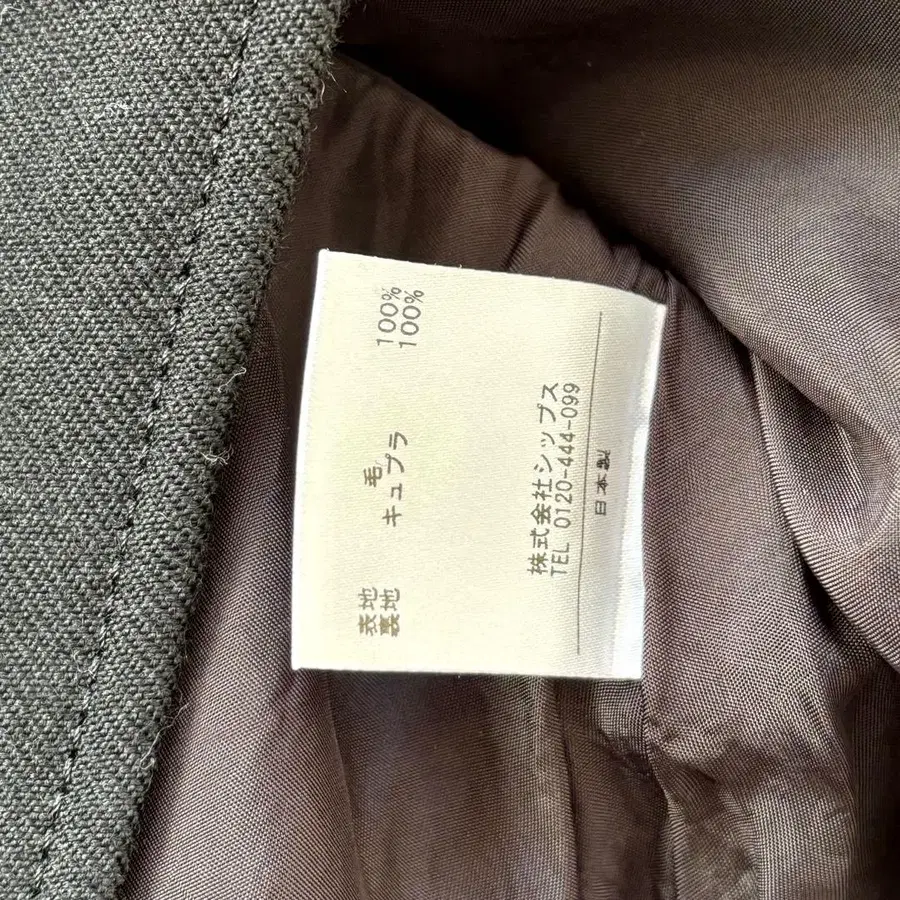 表地 毛 100%
裏地 キュプラ 100%
株式会社シップス
TEL 0120-444-099
日本製